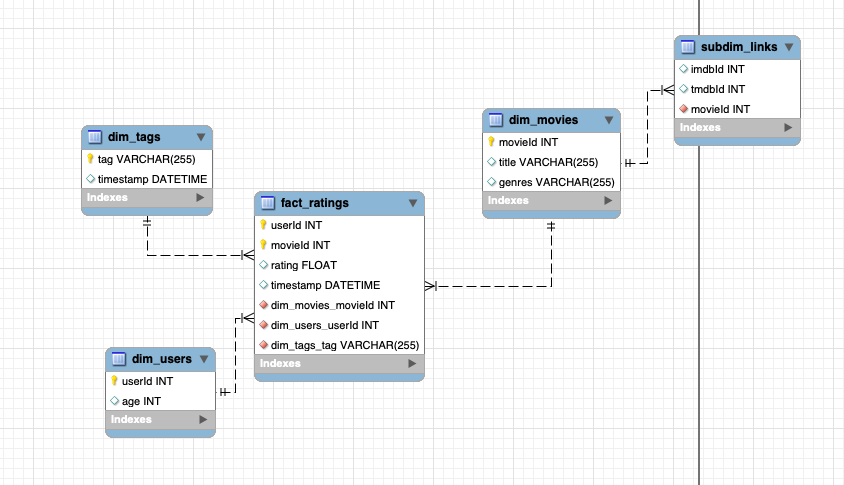 subdim_links
imdbId INT
tmdbId INT
movieId INT
Indexes
dim_movies
movieId INT
title VARCHAR(255)
genres VARCHAR(255)
Indexes
dim_tags
tag VARCHAR(255)
timestamp DATETIME
Indexes
fact_ratings
userId INT
movieId INT
rating FLOAT
timestamp DATETIME
dim_movies_movieId INT
dim_users_userId INT
dim_tags_tag VARCHAR(255)
Indexes
dim_users
userId INT
age INT
Indexes